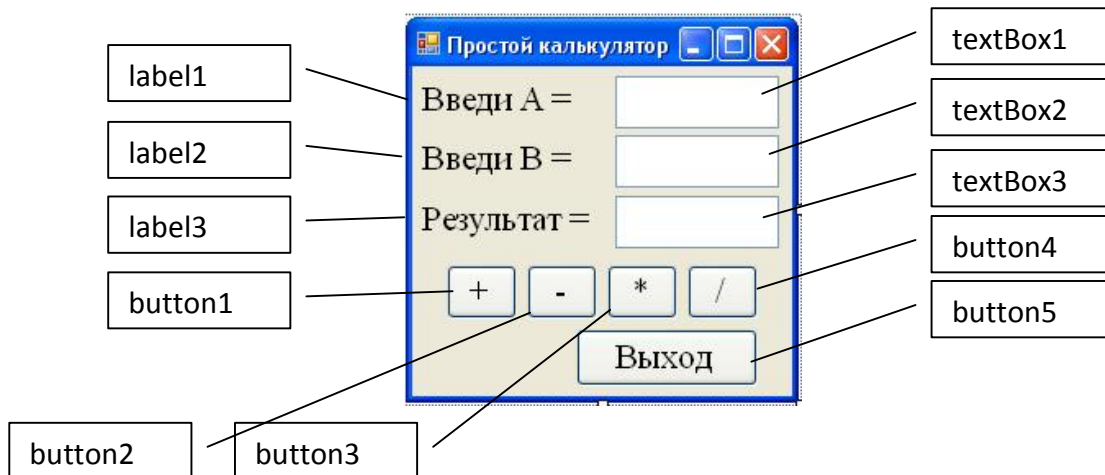 Простой калькулятор
textBox1
label1
Введи A =
textBox2
label2
Введи B =
textBox3
label3
Результат =
button4
button1
+
-
*
/
button5
Выход
button2
button3